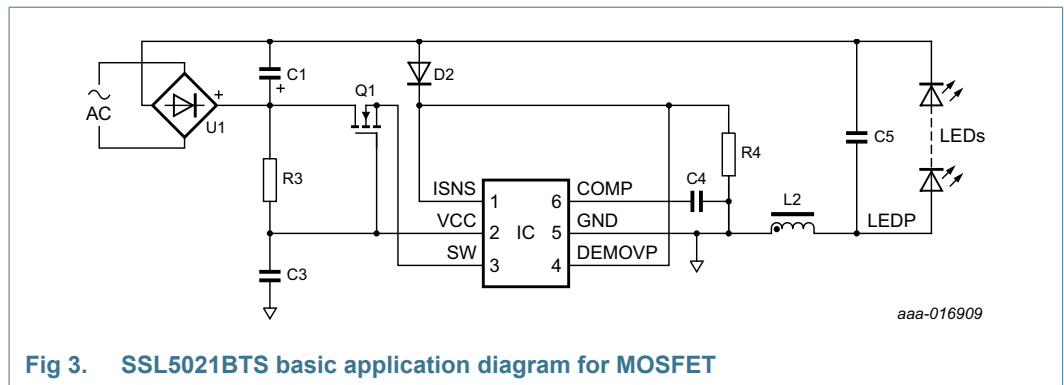 C1
+
D2
Q1
~
AC
+
U1
R4
C5
LEDs
R3
C4
ISNS
COMP
1
6
L2
VCC
GND
LEDP
2
IC
5
SW
DEMOVP
3
4
C3
aaa-016909
Fig 3. SSL5021BTS basic application diagram for MOSFET